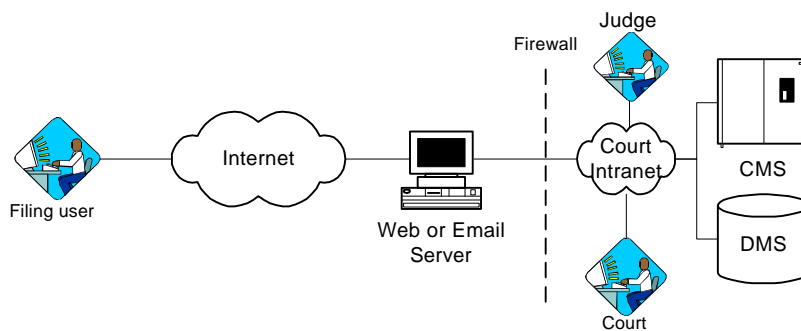 Judge
Firewall
Internet
Court
Intranet
CMS
Filing user
Web or Email
Server
DMS
Court